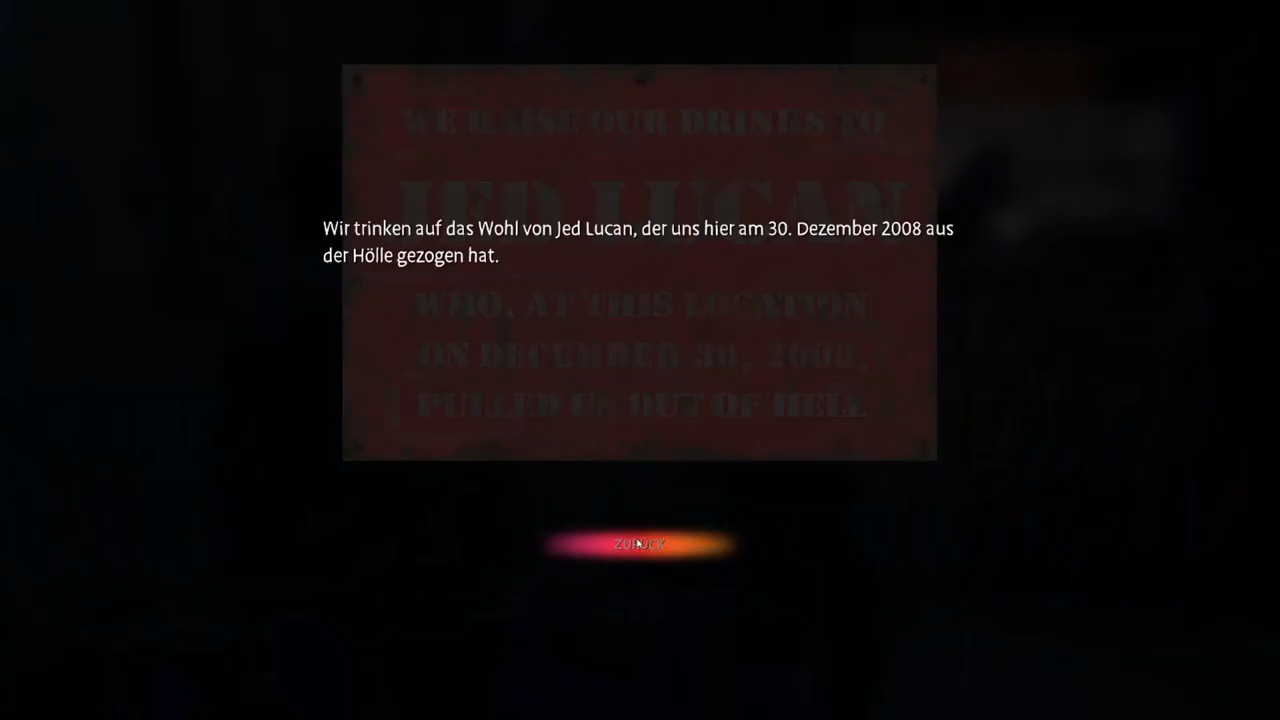 WE RAISE OUR DRINKS TO
JED LUCAN
Wir trinken auf das Wohl von Jed Lucan, der uns hier am 30. Dezember 2008 aus
der Hölle gezogen hat.
WHO, AT THIS LOCATION
ON DECEMBER 30, 2008,
PULLED US OUT OF HELL
ZURÜCK